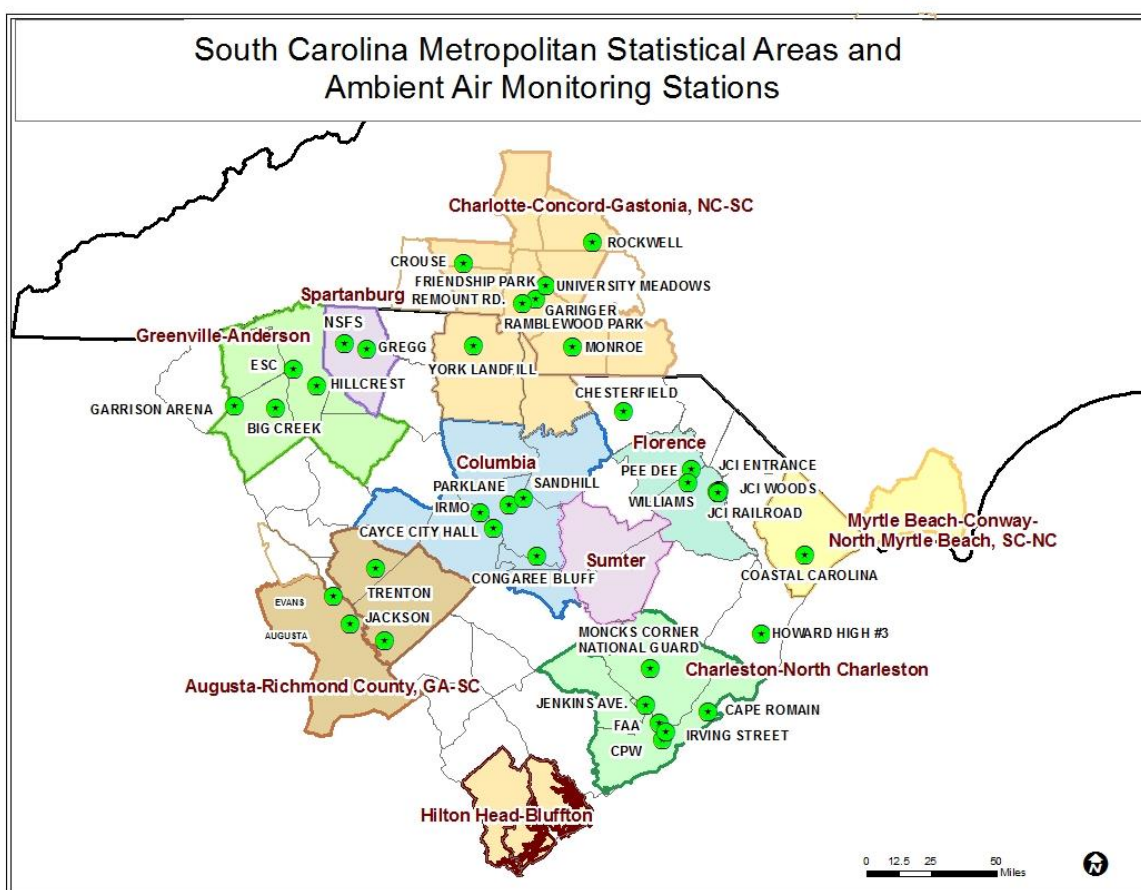 South Carolina Metropolitan Statistical Areas and
Ambient Air Monitoring Stations
Charlotte-Concord-Gastonia, NC-SC
ROCKWELL
CROUSE
FRIENDSHIP PARK
UNIVERSITY MEADOWS
Spartanburg
REMOUNT RD.
GARINGER
RAMBLEWOOD PARK
NSFS
Greenville-Anderson
GREGG
MONROE
ESC
YORK LANDFILL
HILLCREST
GARRISON ARENA
CHESTERFIELD
BIG CREEK
Florence
Columbia
PEE DEE
JCI ENTRANCE
PARKLANE
SANDHILL
JCI WOODS
IRMO
WILLIAMS
JCI RAILROAD
CAYCE CITY HALL
Myrtle Beach-Conway-
North Myrtle Beach, SC-NC
Sumter
CONGAREE BLUFF
COASTAL CAROLINA
TRENTON
EVANS
JACKSON
AUGUSTA
MONCKS CORNER
NATIONAL GUARD
HOWARD HIGH #3
Charleston-North Charleston
Augusta-Richmond County, GA-SC
JENKINS AVE.
CAPE ROMAIN
FAA
IRVING STREET
CPW
Hilton Head-Bluffton
0 12.5 25 50
Miles
N